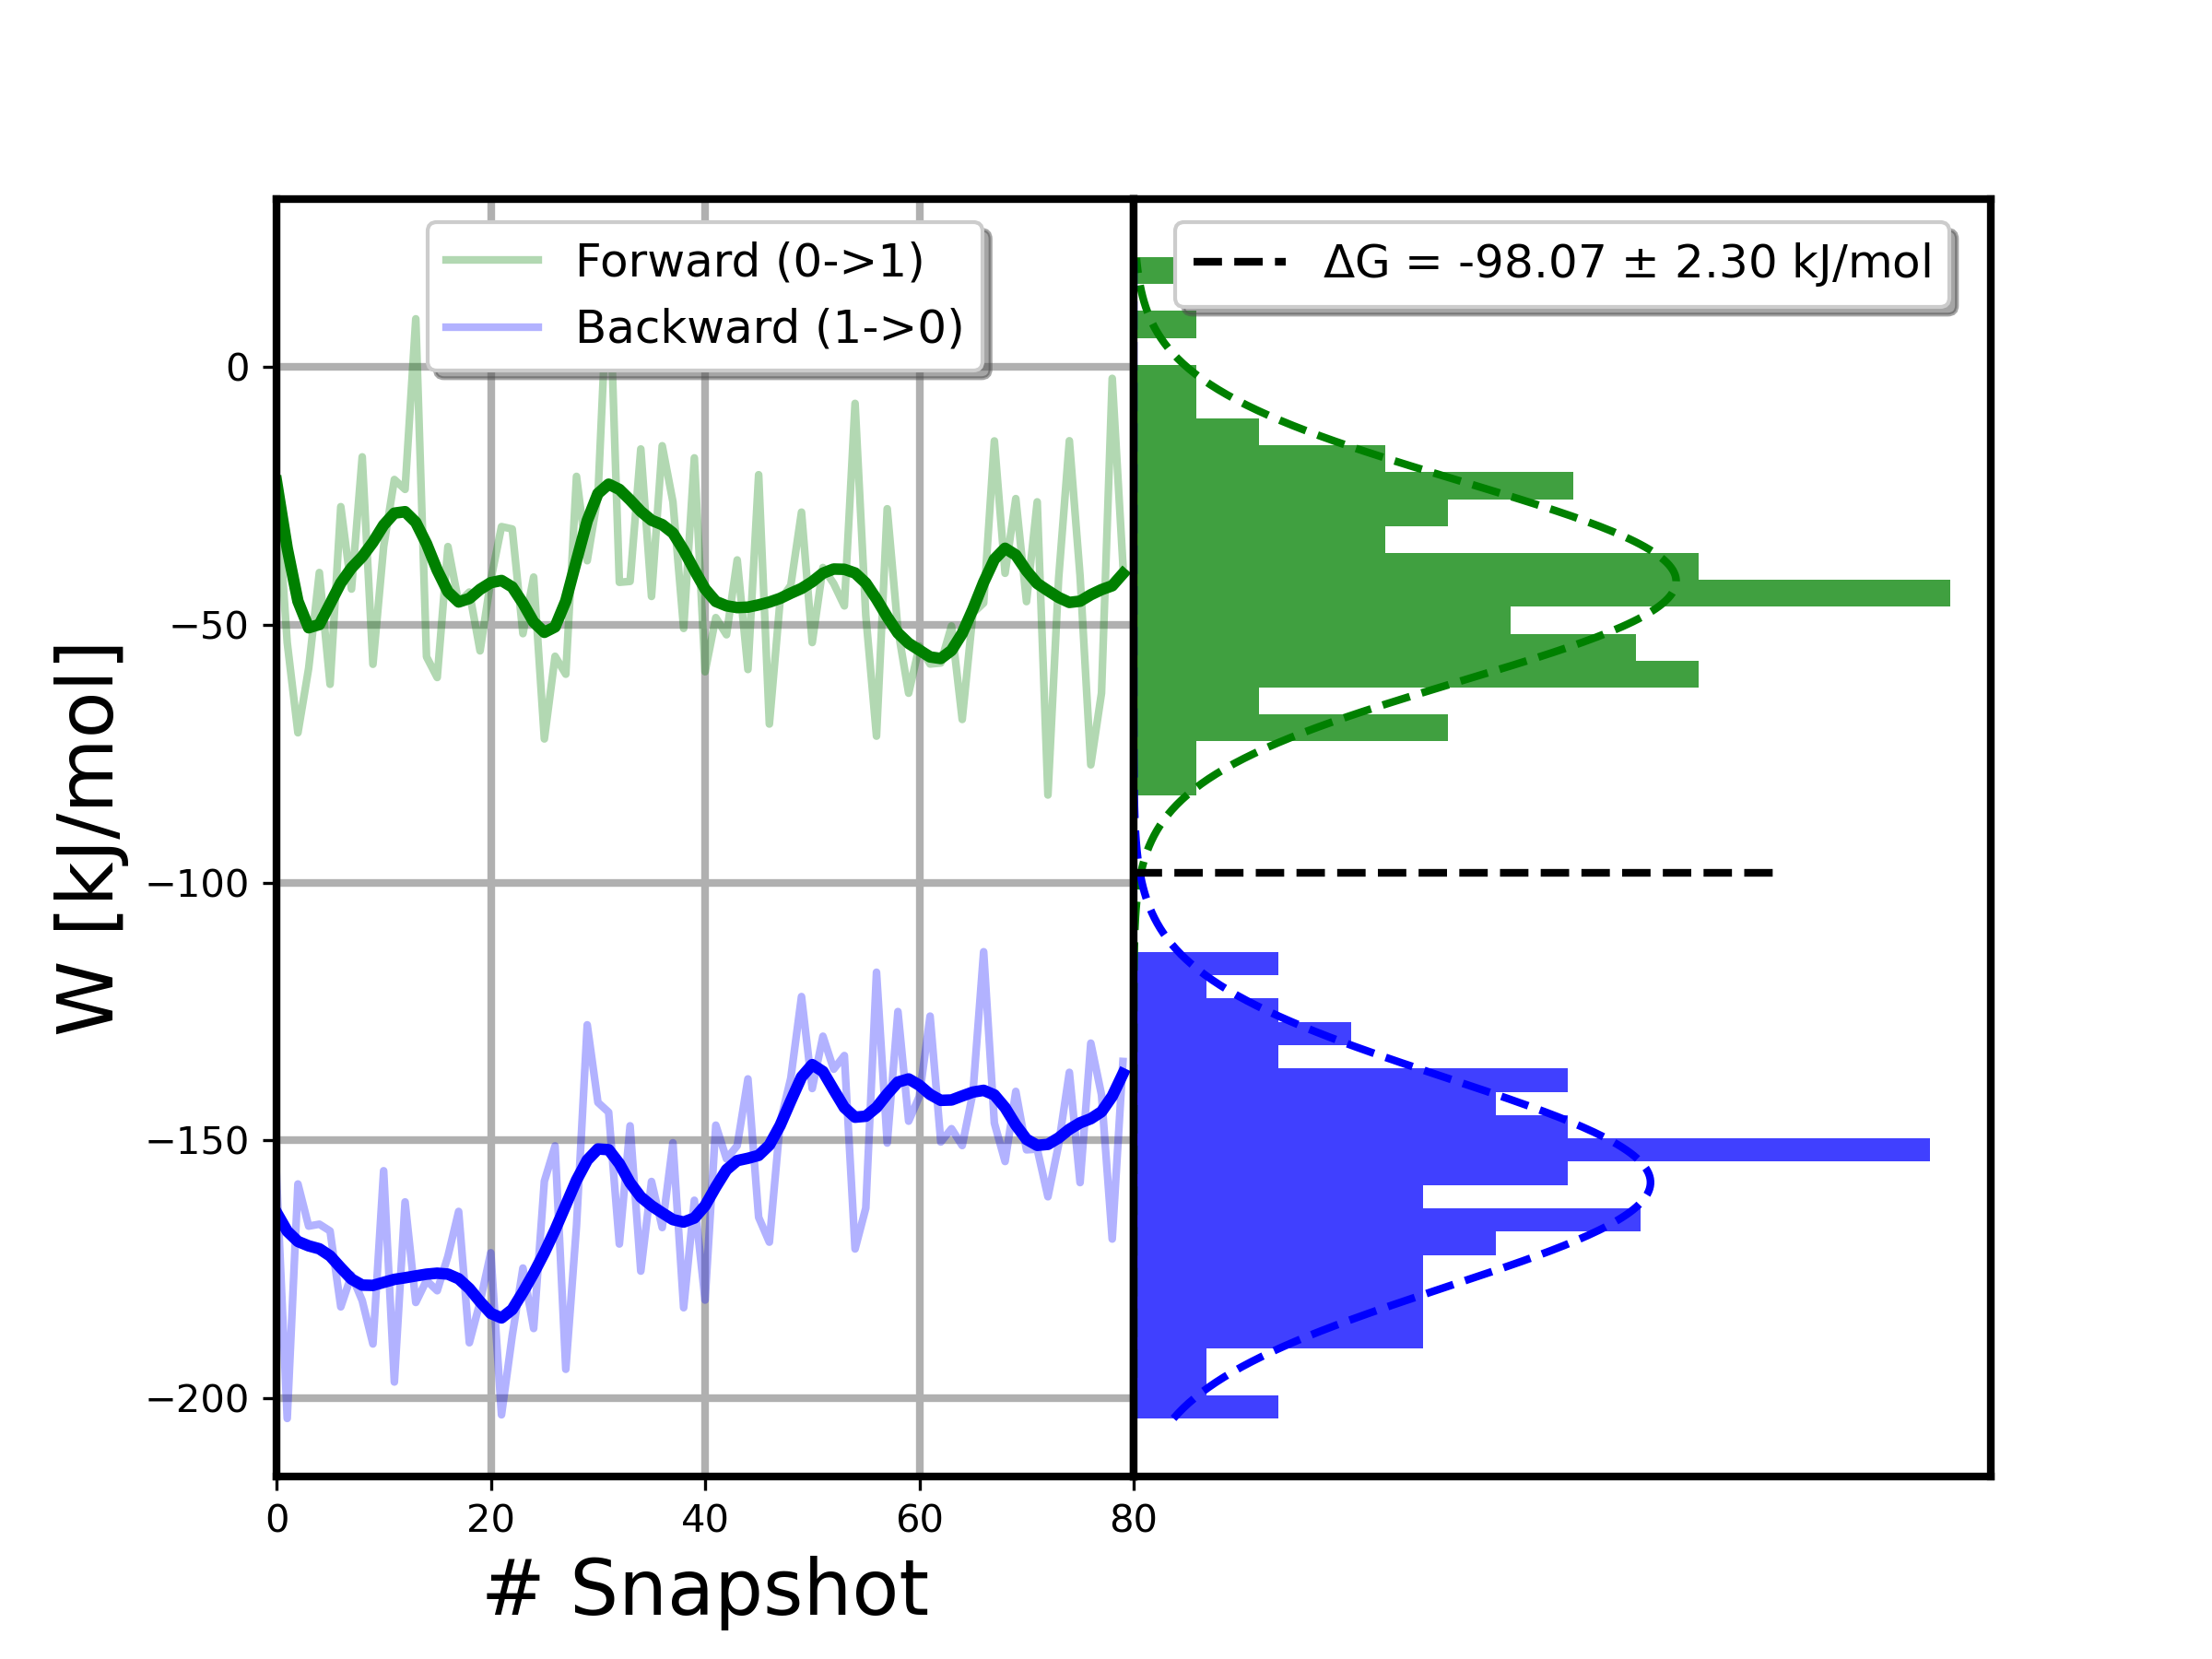 Forward (0->1)
Backward (1->0)
ΔG = -98.07 ± 2.30 kJ/mol
W [kJ/mol]
0
−50
−100
−150
−200
0 20 40 60 80
# Snapshot